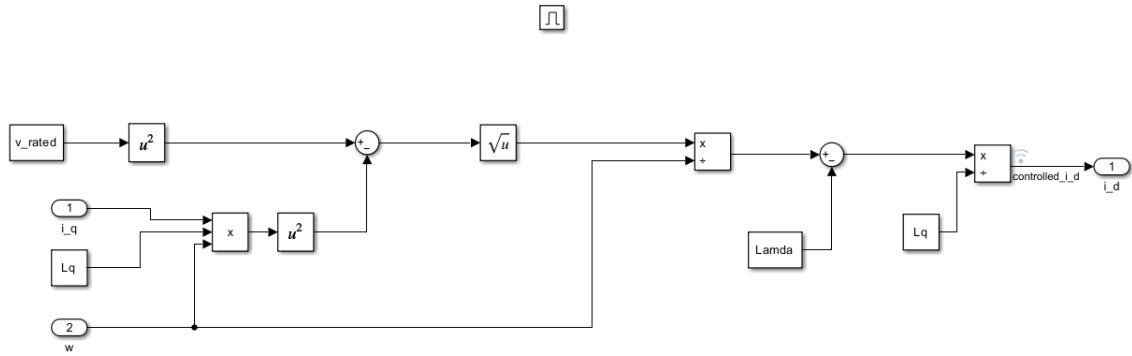 v_rated
u²
+
−
√u
x
÷
+
−
x
÷
controlled_i_d
1
i_d
1
i_q
x
u²
Lq
Lamda
Lq
2
w